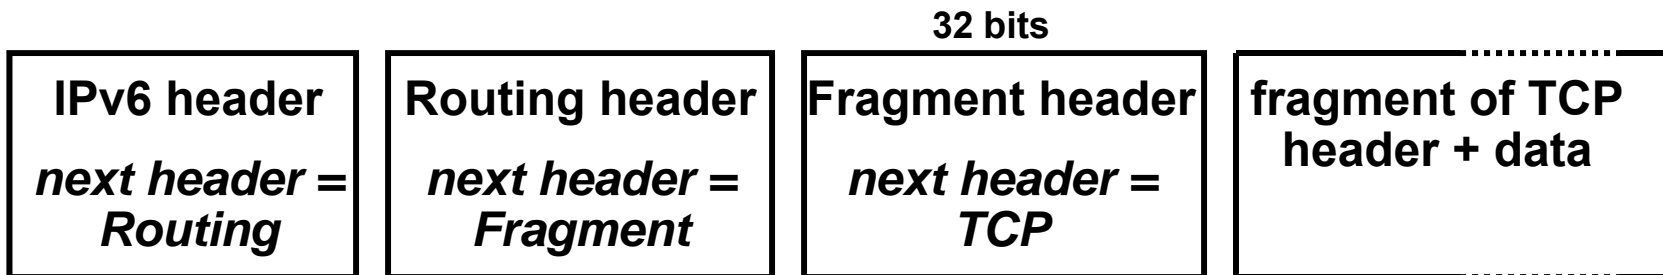 32 bits
IPv6 header
next header =
Routing
Routing header
next header =
Fragment
Fragment header
next header =
TCP
fragment of TCP
header + data